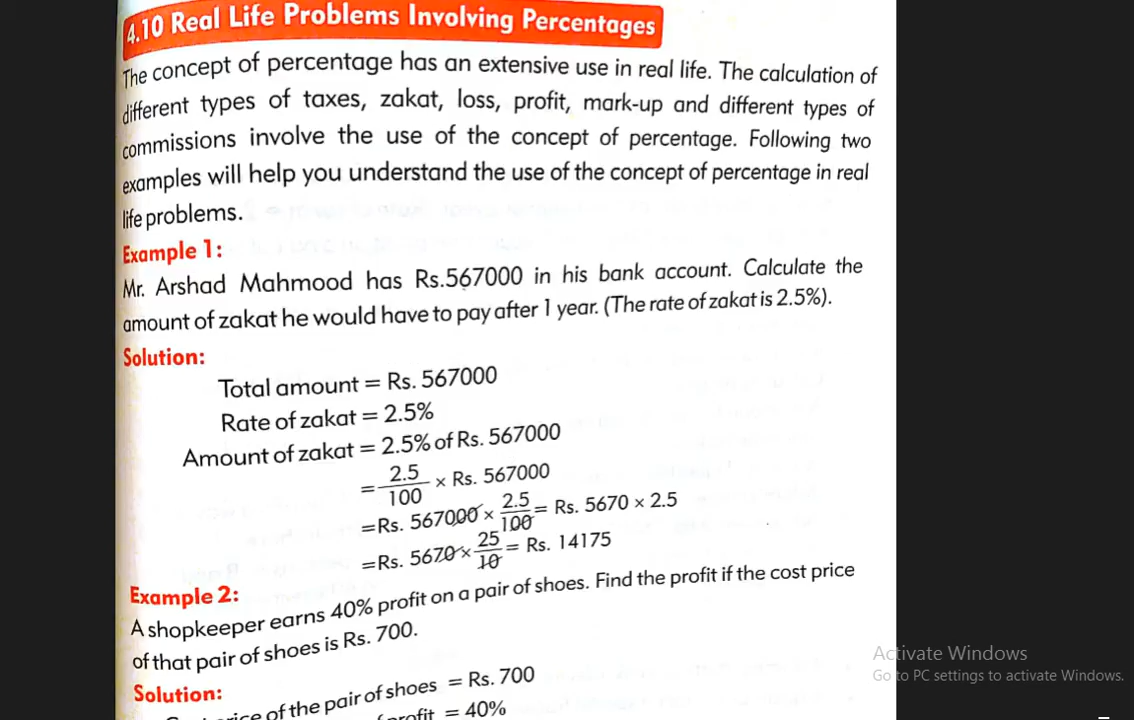 4.10 Real Life Problems Involving Percentages
The concept of percentage has an extensive use in real life. The calculation of
different types of taxes, zakat, loss, profit, mark-up and different types of
commissions involve the use of the concept of percentage. Following two
examples will help you understand the use of the concept of percentage in real
life problems.
Example 1:
Mr. Arshad Mahmood has Rs.567000 in his bank account. Calculate the
amount of zakat he would have to pay after 1 year. (The rate of zakat is 2.5%).
Solution:
Total amount = Rs. 567000
Rate of zakat = 2.5%
Amount of zakat = 2.5% of Rs. 567000
= 2.5/100 × Rs. 567000
=Rs. 567000 × 2.5/100 = Rs. 5670 × 2.5
=Rs. 5670 × 25/10 = Rs. 14175
Example 2:
A shopkeeper earns 40% profit on a pair of shoes. Find the profit if the cost price
of that pair of shoes is Rs. 700.
Solution:
price of the pair of shoes = Rs. 700
profit = 40%
Activate Windows
Go to PC settings to activate Windows.